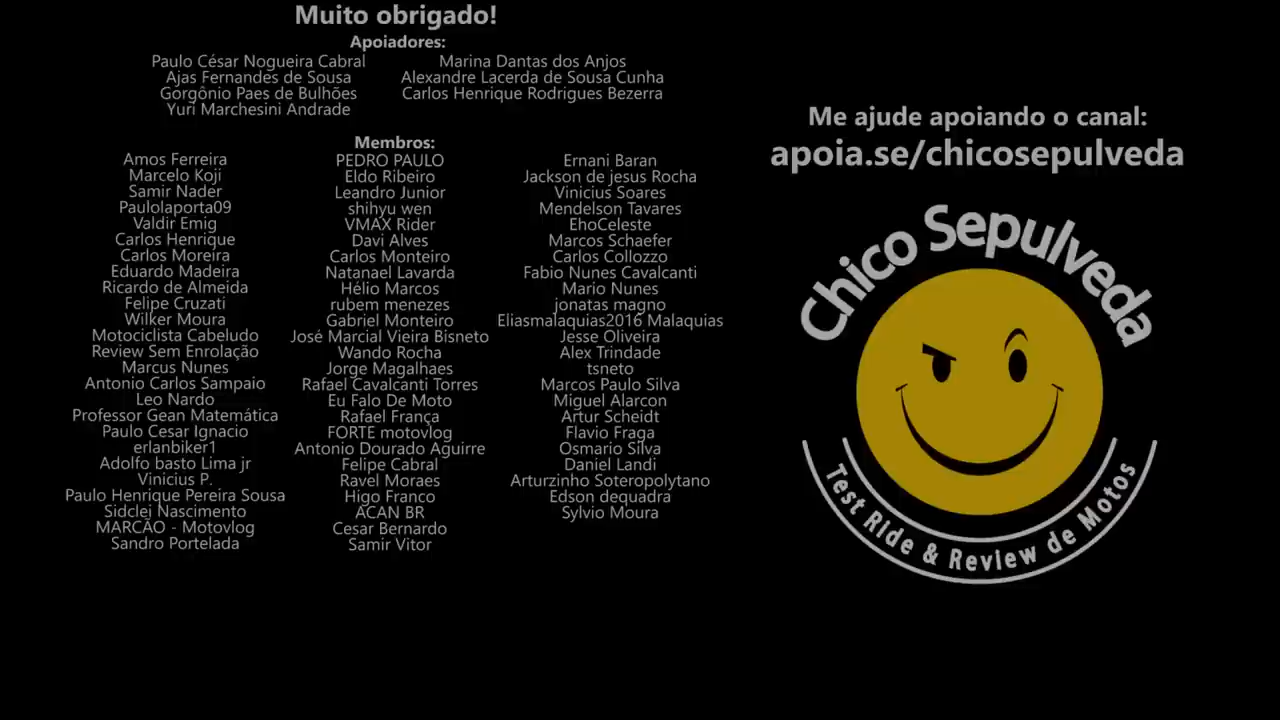 Muito obrigado!
Apoiadores:
Paulo César Nogueira Cabral
Ajas Fernandes de Sousa
Gorgônio Paes de Bulhões
Yuri Marchesini Andrade
Marina Dantas dos Anjos
Alexandre Lacerda de Sousa Cunha
Carlos Henrique Rodrigues Bezerra
Membros:
Amos Ferreira
Marcelo Koji
Samir Nader
Paulolaporta09
Valdir Emig
Carlos Henrique
Carlos Moreira
Eduardo Madeira
Ricardo de Almeida
Felipe Cruzati
Wilker Moura
Motociclista Cabeludo
Review Sem Enrolação
Marcus Nunes
Antonio Carlos Sampaio
Leo Nardo
Professor Gean Matemática
Paulo Cesar Ignacio
erlanbiker1
Adolfo basto Lima jr
Vinicius P.
Paulo Henrique Pereira Sousa
Sidclei Nascimento
MARCÃO - Motovlog
Sandro Portelada
PEDRO PAULO
Eldo Ribeiro
Leandro Junior
shihyu wen
VMAX Rider
Davi Alves
Carlos Monteiro
Natanael Lavarda
Hélio Marcos
rubem menezes
Gabriel Monteiro
José Marcial Vieira Bisneto
Wando Rocha
Jorge Magalhaes
Rafael Cavalcanti Torres
Eu Falo De Moto
Rafael França
FORTE motovlog
Antonio Dourado Aguirre
Felipe Cabral
Ravel Moraes
Higo Franco
ACAN BR
Cesar Bernardo
Samir Vitor
Ernani Baran
Jackson de jesus Rocha
Vinicius Soares
Mendelson Tavares
EhoCeleste
Marcos Schaefer
Carlos Collozzo
Fabio Nunes Cavalcanti
Mario Nunes
jonatas magno
Eliasmalaquias2016 Malaquias
Jesse Oliveira
Alex Trindade
tsneto
Marcos Paulo Silva
Miguel Alarcon
Artur Scheidt
Flavio Fraga
Osmario Silva
Daniel Landi
Arturzinho Soteropolytano
Edson dequadra
Sylvio Moura
Me ajude apoiando o canal:
apoia.se/chicosepulveda
Chico Sepulveda
Test Ride & Review de Motos